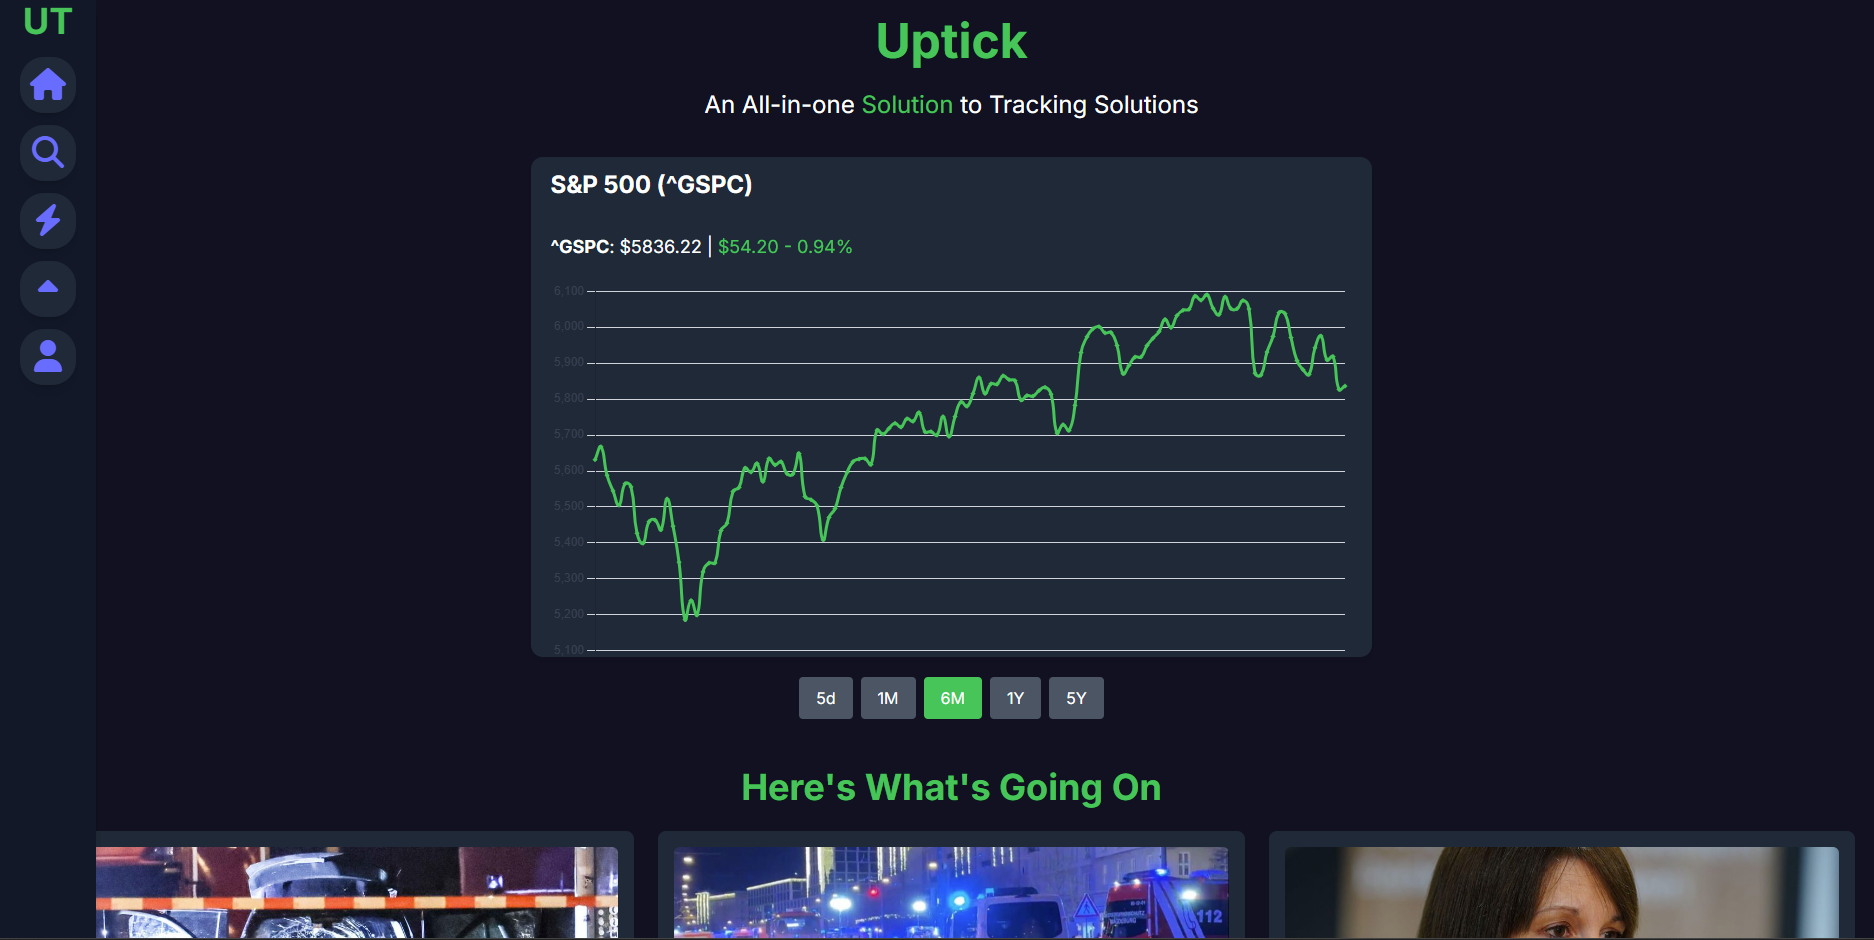 UT
Uptick
An All-in-one Solution to Tracking Solutions
S&P 500 (^GSPC)
^GSPC: $5836.22 | $54.20 - 0.94%
6,100
6,000
5,900
5,800
5,700
5,600
5,500
5,400
5,300
5,200
5,100
5d 1M 6M 1Y 5Y
Here's What's Going On
112